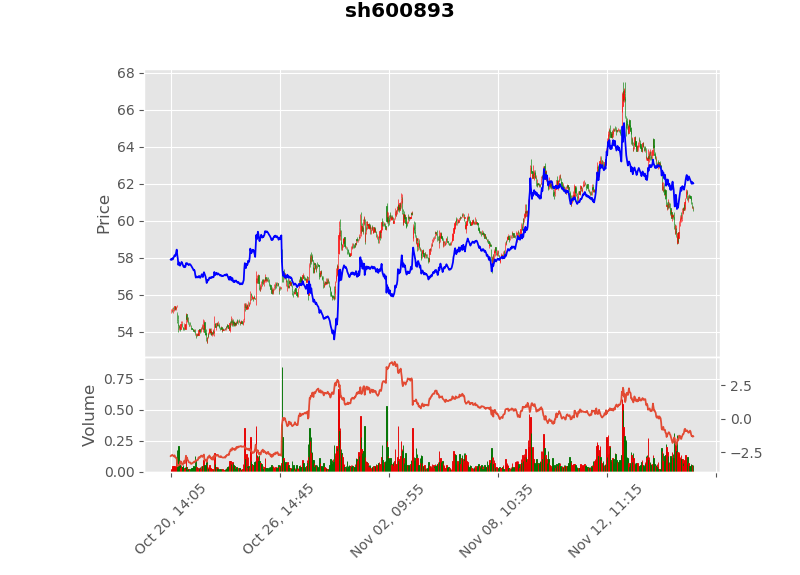 sh600893
68
66
64
62
60
58
56
54
Price
0.75
0.50
0.25
0.00
Volume
2.5
0.0
−2.5
Oct 20, 14:05
Oct 26, 14:45
Nov 02, 09:55
Nov 08, 10:35
Nov 12, 11:15